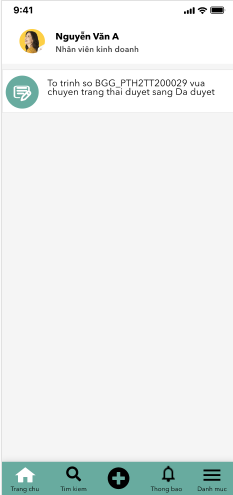 9:41
Nguyễn Văn A
Nhân viên kinh doanh
To trinh so BGG_PTH2TT200029 vua
chuyen trang thai duyet sang Da duyet
Trang chu
Tim kiem
Thong bao
Danh muc